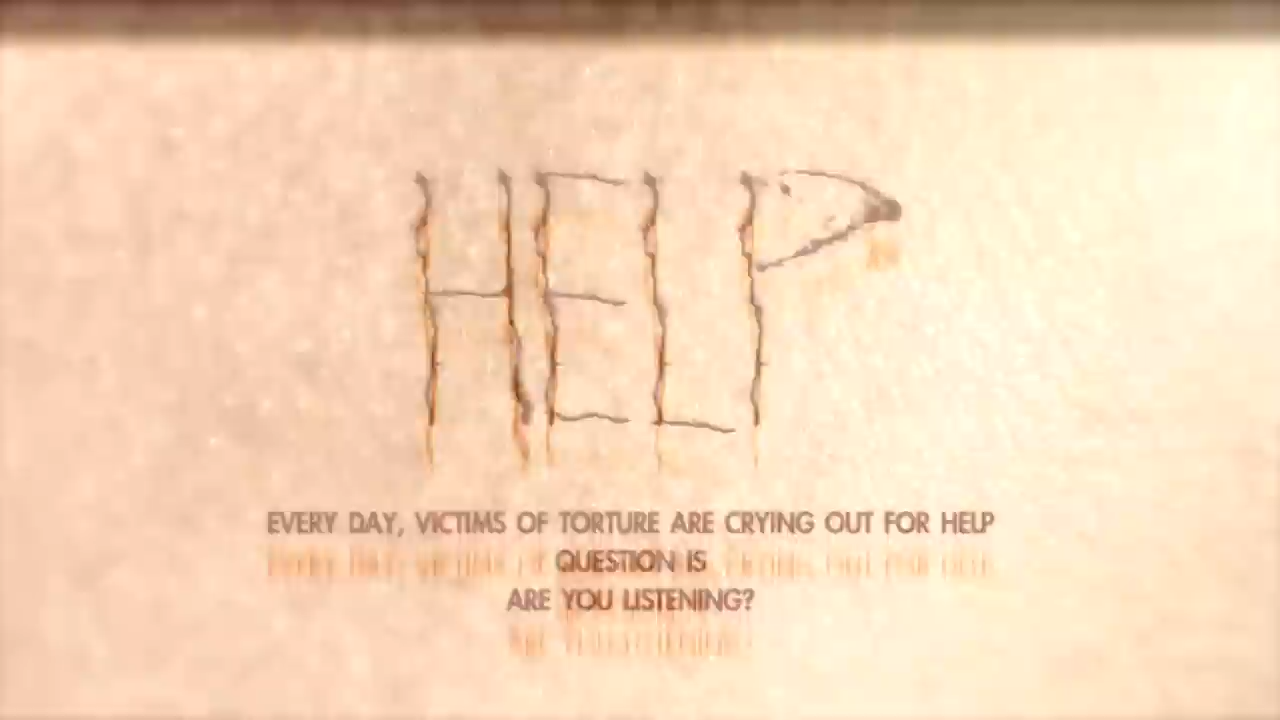 HELP
EVERY DAY, VICTIMS OF TORTURE ARE CRYING OUT FOR HELP
QUESTION IS
ARE YOU LISTENING?